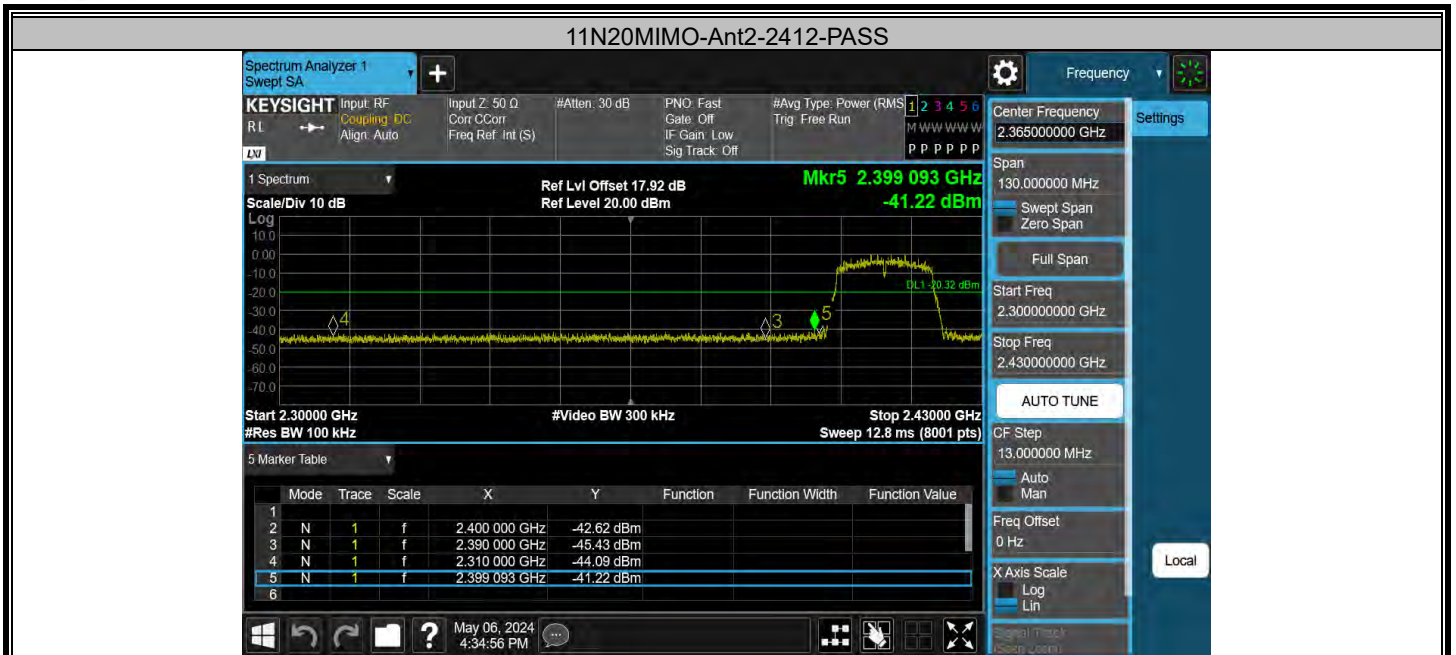 11N20MIMO-Ant2-2412-PASS
Spectrum Analyzer 1
Swept SA
+
Frequency
KEYSIGHT
RL
LXI
Input: RF
Coupling: DC
Align: Auto
Input Z: 50 Ω
Corr CCorr
Freq Ref: Int (S)
#Atten: 30 dB
PNO: Fast
Gate: Off
IF Gain: Low
Sig Track: Off
#Avg Type: Power (RMS
Trig: Free Run
1 2 3 4 5 6
M W W W W W
P P P P P P
1 Spectrum
Scale/Div 10 dB
Ref Lvl Offset 17.92 dB
Ref Level 20.00 dBm
Mkr5 2.399 093 GHz
-41.22 dBm
Log
10.0
0.00
-10.0
-20.0
-30.0
-40.0
-50.0
-60.0
-70.0
DL1 -20.32 dBm
4
3
5
Start 2.30000 GHz
#Video BW 300 kHz
Stop 2.43000 GHz
#Res BW 100 kHz
Sweep 12.8 ms (8001 pts)
5 Marker Table
Mode Trace Scale X Y Function Function Width Function Value
1
2 N 1 f 2.400 000 GHz -42.62 dBm
3 N 1 f 2.390 000 GHz -45.43 dBm
4 N 1 f 2.310 000 GHz -44.09 dBm
5 N 1 f 2.399 093 GHz -41.22 dBm
6
?
May 06, 2024
4:34:56 PM
Center Frequency
2.365000000 GHz
Settings
Span
130.000000 MHz
Swept Span
Zero Span
Full Span
Start Freq
2.300000000 GHz
Stop Freq
2.430000000 GHz
AUTO TUNE
CF Step
13.000000 MHz
Auto
Man
Freq Offset
0 Hz
X Axis Scale
Log
Lin
Local
Signal Track
(Span Zoom)